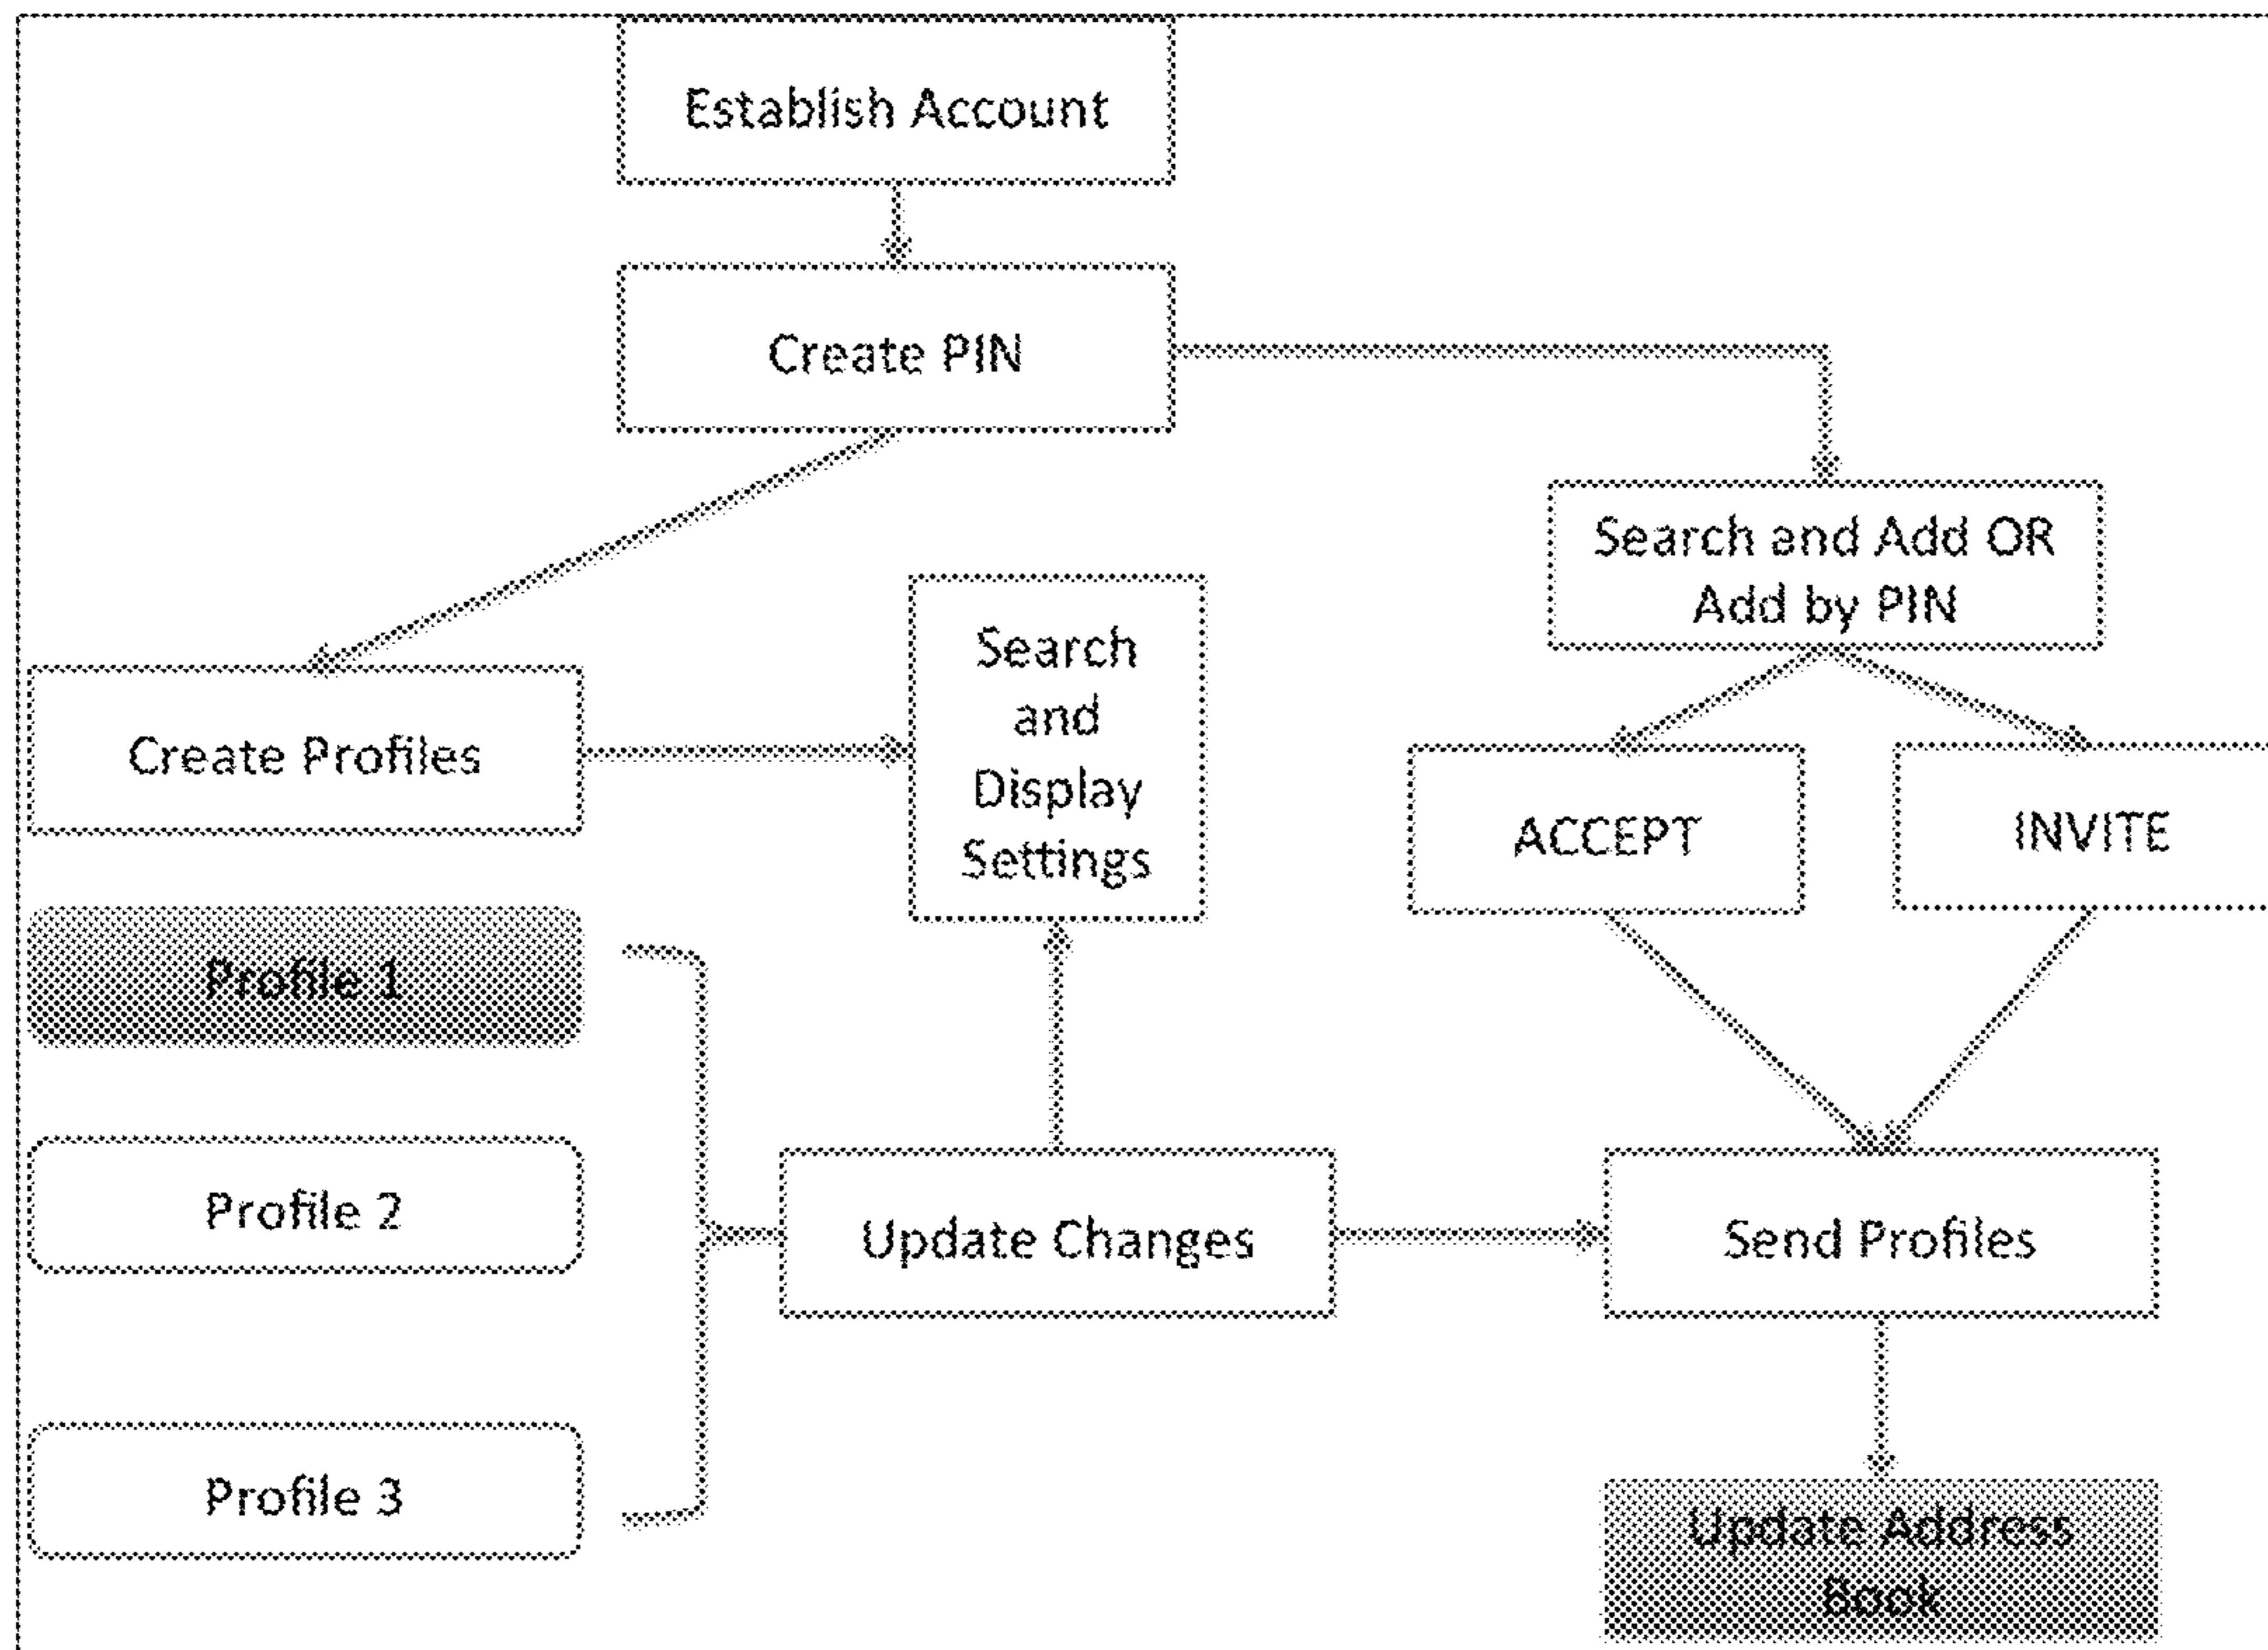 Establish Account
Create PIN
Search and Add OR
Add by PIN
Search
and
Display
Settings
Create Profiles
ACCEPT
INVITE
Profile 1
Profile 2
Update Changes
Send Profiles
Profile 3
Update Address
Book